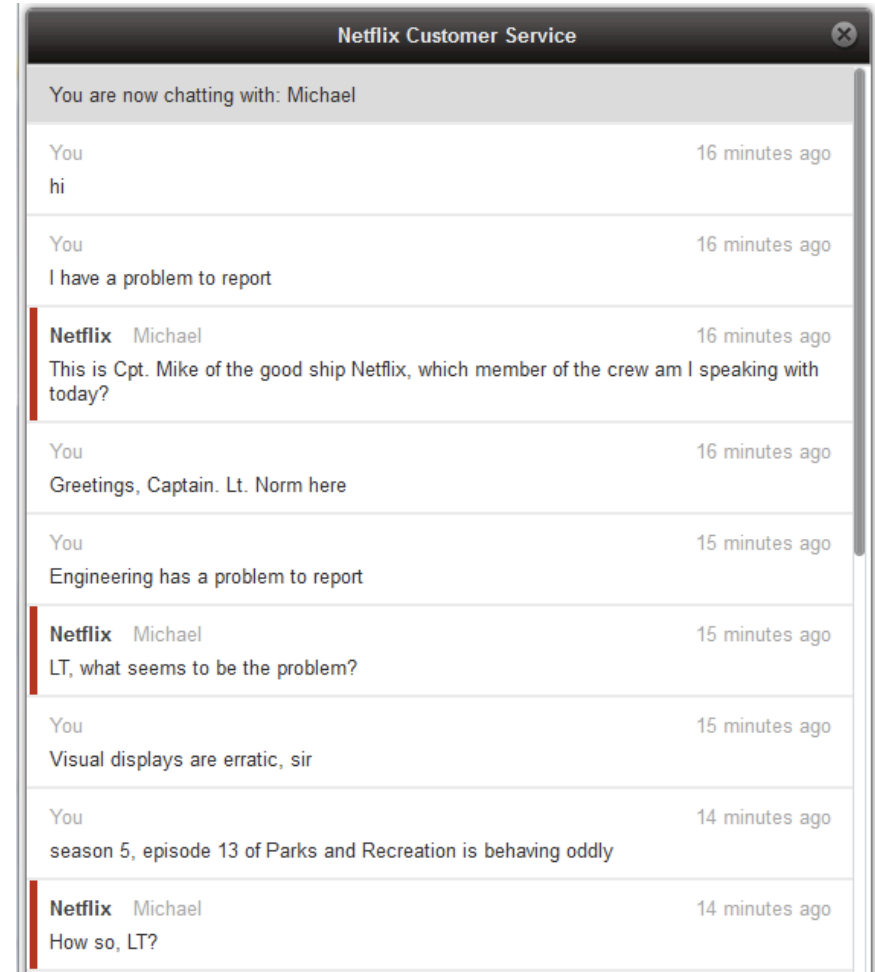 Netflix Customer Service
You are now chatting with: Michael
You 16 minutes ago
hi
You 16 minutes ago
I have a problem to report
Netflix Michael 16 minutes ago
This is Cpt. Mike of the good ship Netflix, which member of the crew am I speaking with
today?
You 16 minutes ago
Greetings, Captain. Lt. Norm here
You 15 minutes ago
Engineering has a problem to report
Netflix Michael 15 minutes ago
LT, what seems to be the problem?
You 15 minutes ago
Visual displays are erratic, sir
You 14 minutes ago
season 5, episode 13 of Parks and Recreation is behaving oddly
Netflix Michael 14 minutes ago
How so, LT?